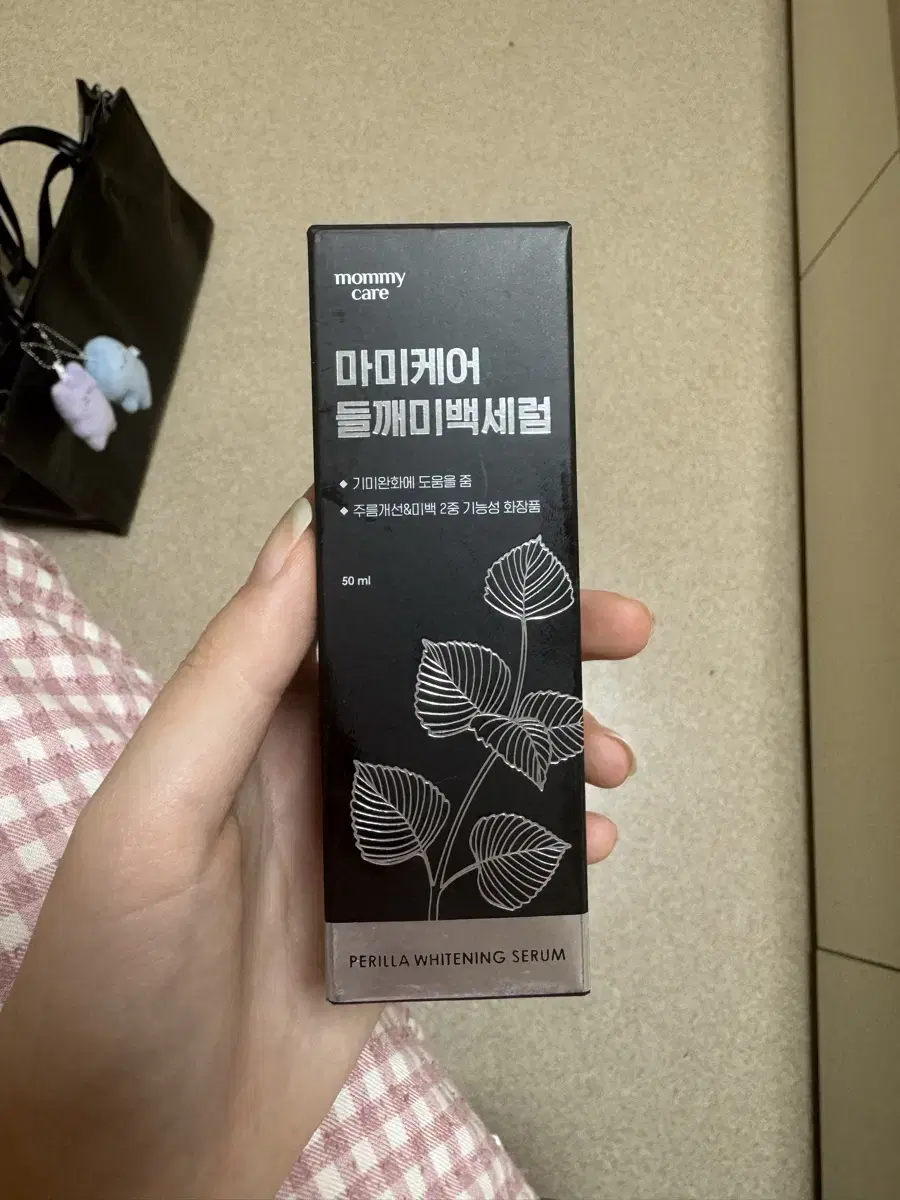 mommy
care
마미케어
들깨미백세럼
◆ 기미완화에 도움을 줌
◆ 주름개선&미백 2중 기능성 화장품
50 ml
PERILLA WHITENING SERUM